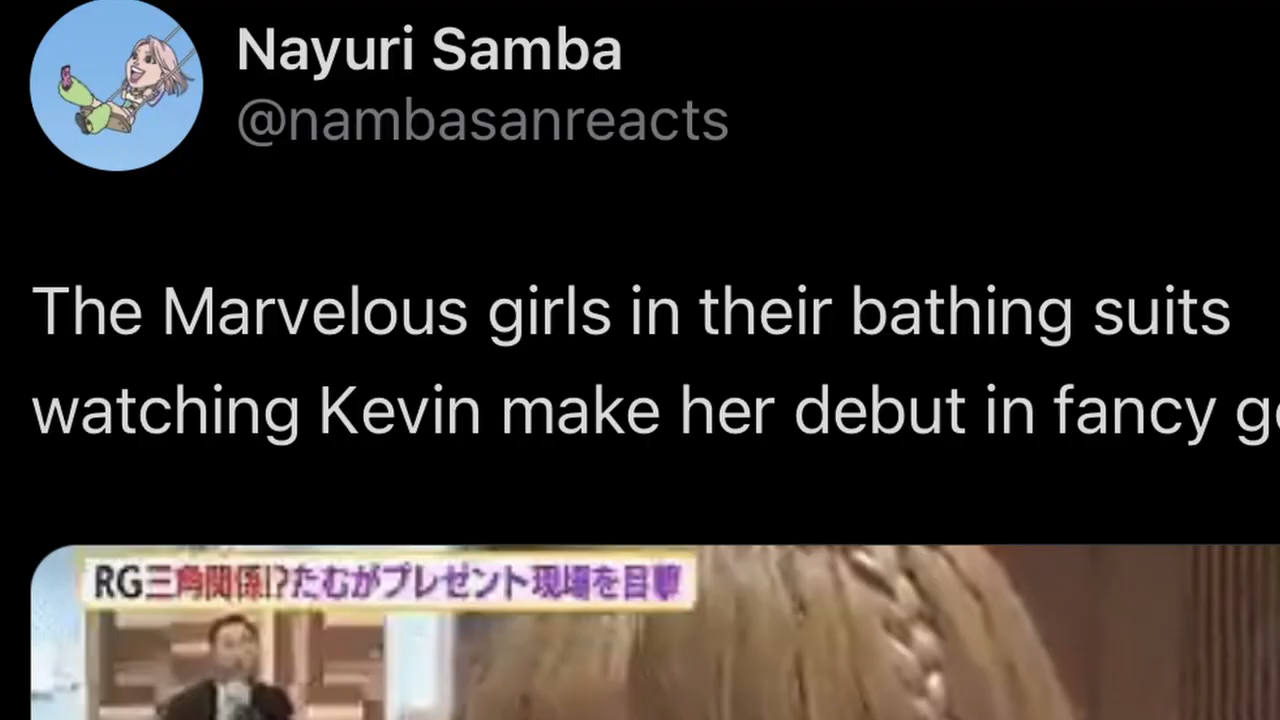 Nayuri Samba
@nambasanreacts
The Marvelous girls in their bathing suits
watching Kevin make her debut in fancy
RG三角関係!?たむがプレゼント現場を目撃